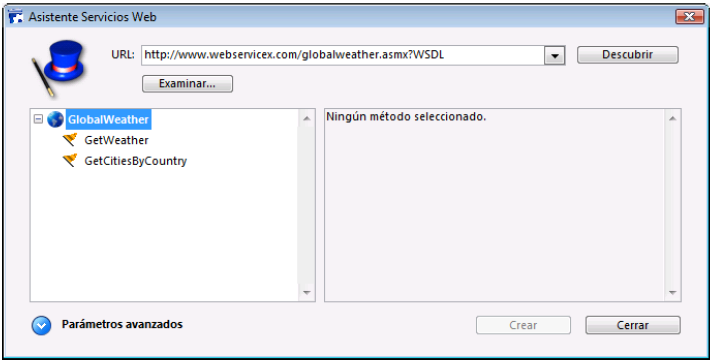 Asistente Servicios Web
URL: http://www.webservicex.com/globalweather.asmx?WSDL Descubrir
Examinar...
GlobalWeather
GetWeather
GetCitiesByCountry
Ningún método seleccionado.
Parámetros avanzados
Crear Cerrar